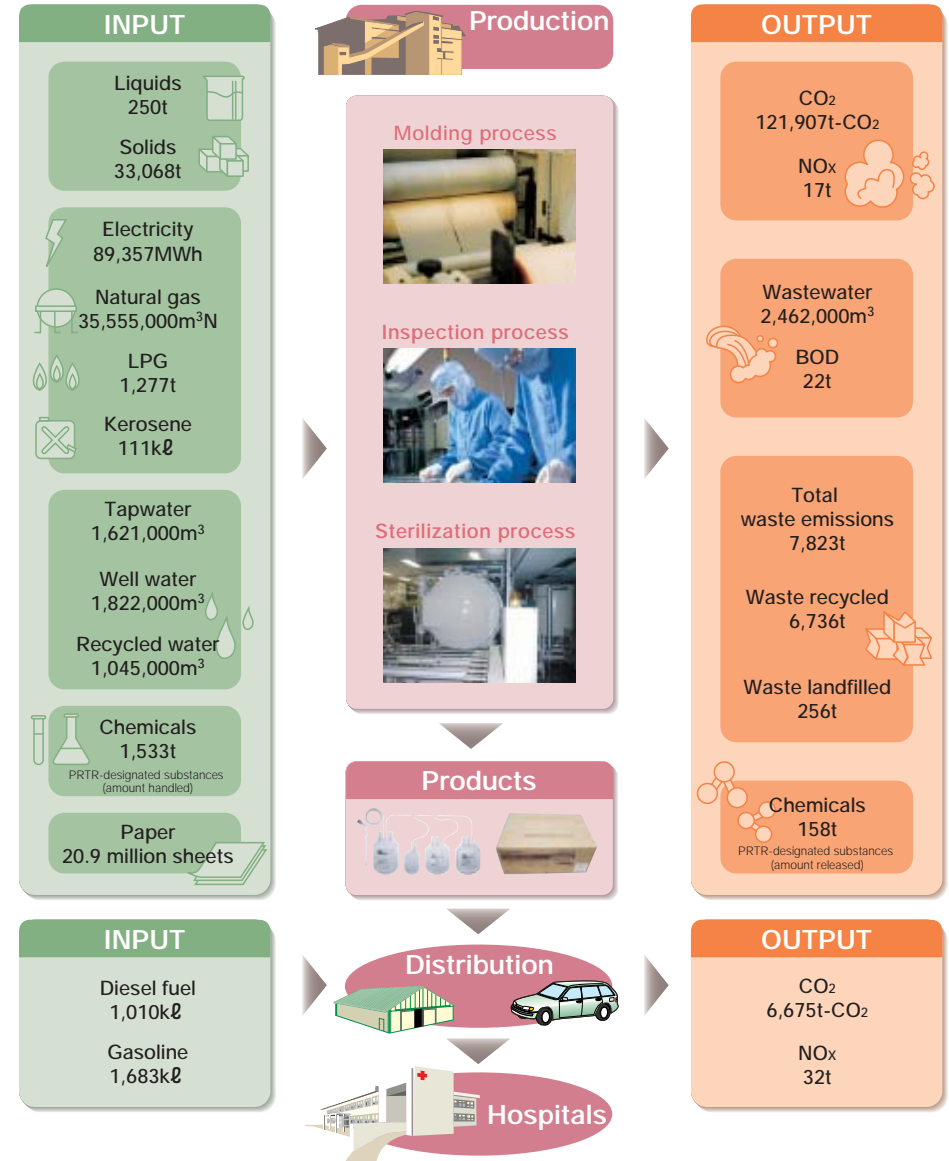 INPUT
Liquids
250t
Solids
33,068t
Electricity
89,357MWh
Natural gas
35,555,000m³N
LPG
1,277t
Kerosene
111kℓ
Tapwater
1,621,000m³
Well water
1,822,000m³
Recycled water
1,045,000m³
Chemicals
1,533t
PRTR-designated substances
(amount handled)
Paper
20.9 million sheets
Production
Molding process
Inspection process
Sterilization process
Products
OUTPUT
CO₂
121,907t-CO₂
NOx
17t
Wastewater
2,462,000m³
BOD
22t
Total
waste emissions
7,823t
Waste recycled
6,736t
Waste landfilled
256t
Chemicals
158t
PRTR-designated substances
(amount released)
INPUT
Diesel fuel
1,010kℓ
Gasoline
1,683kℓ
Distribution
Hospitals
OUTPUT
CO₂
6,675t-CO₂
NOx
32t